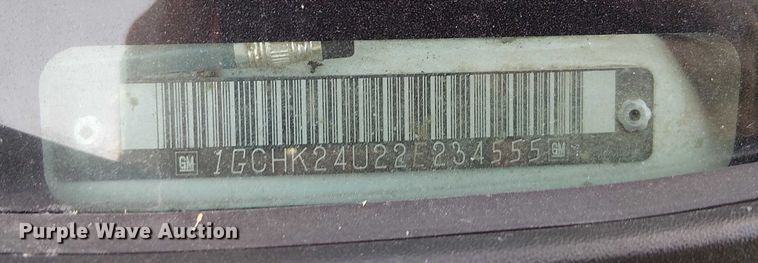 GM 1GCHK24U22E234555 GM
Purple Wave Auction